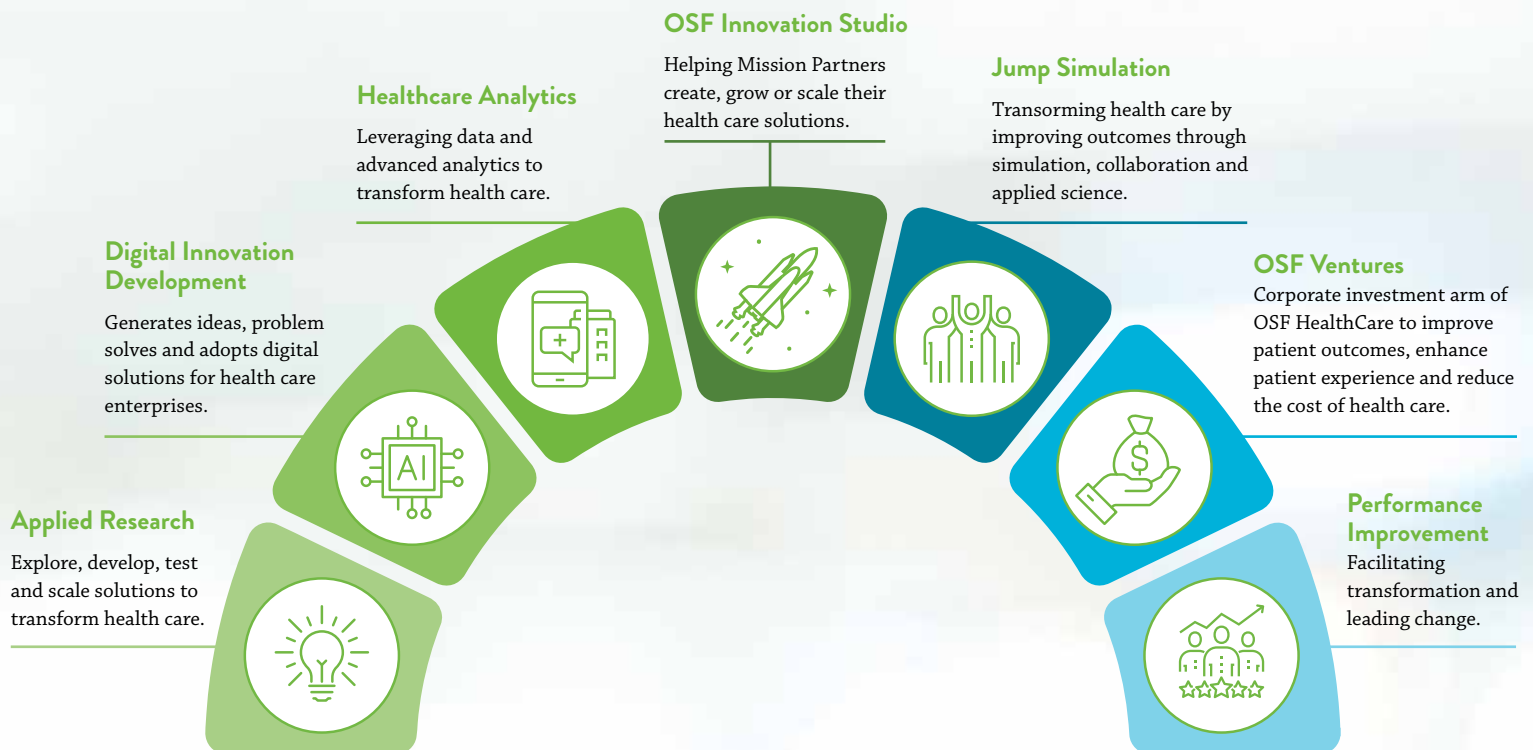 OSF Innovation Studio
Helping Mission Partners
create, grow or scale their
health care solutions.
Jump Simulation
Transorming health care by
improving outcomes through
simulation, collaboration and
applied science.
Healthcare Analytics
Leveraging data and
advanced analytics to
transform health care.
Digital Innovation
Development
Generates ideas, problem
solves and adopts digital
solutions for health care
enterprises.
OSF Ventures
Corporate investment arm of
OSF HealthCare to improve
patient outcomes, enhance
patient experience and reduce
the cost of health care.
Applied Research
Explore, develop, test
and scale solutions to
transform health care.
Performance
Improvement
Facilitating
transformation and
leading change.
AI
$